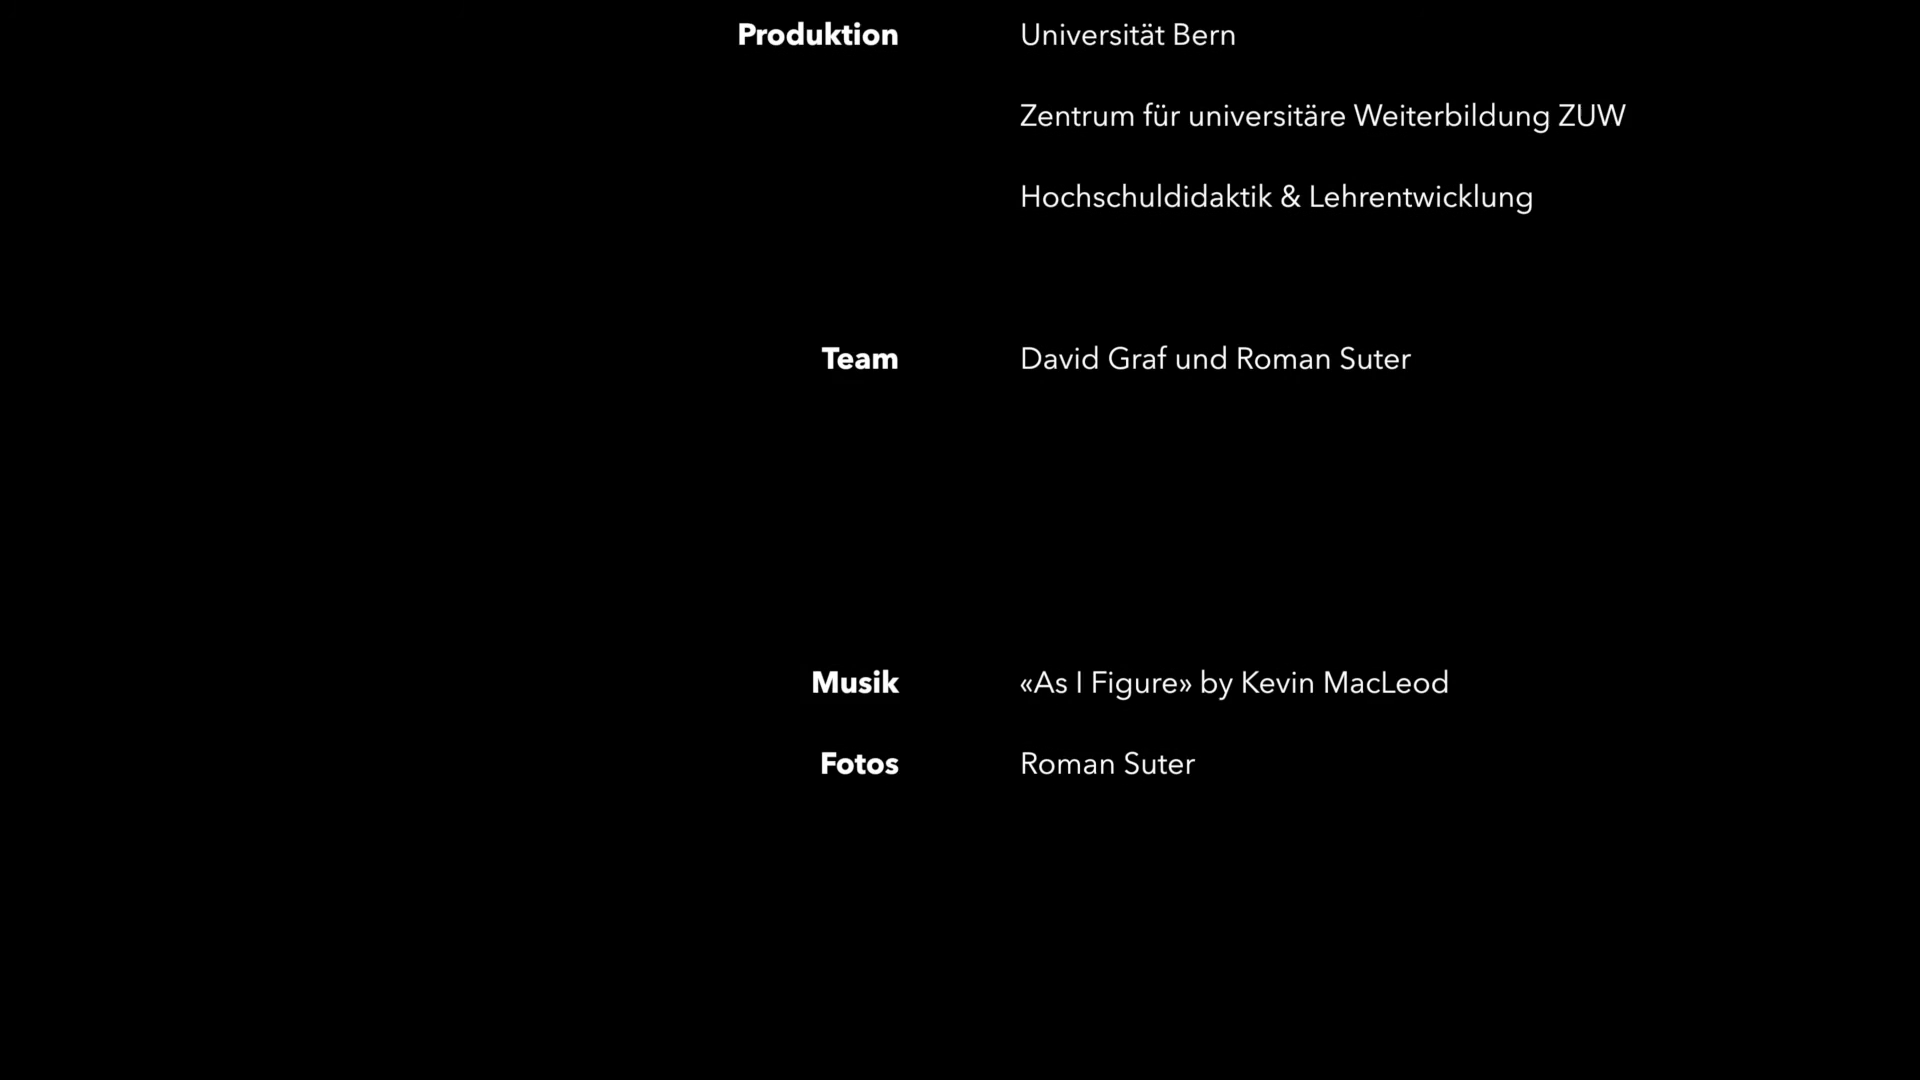 Produktion Universität Bern
Zentrum für universitäre Weiterbildung ZUW
Hochschuldidaktik & Lehrentwicklung
Team David Graf und Roman Suter
Musik «As I Figure» by Kevin MacLeod
Fotos Roman Suter